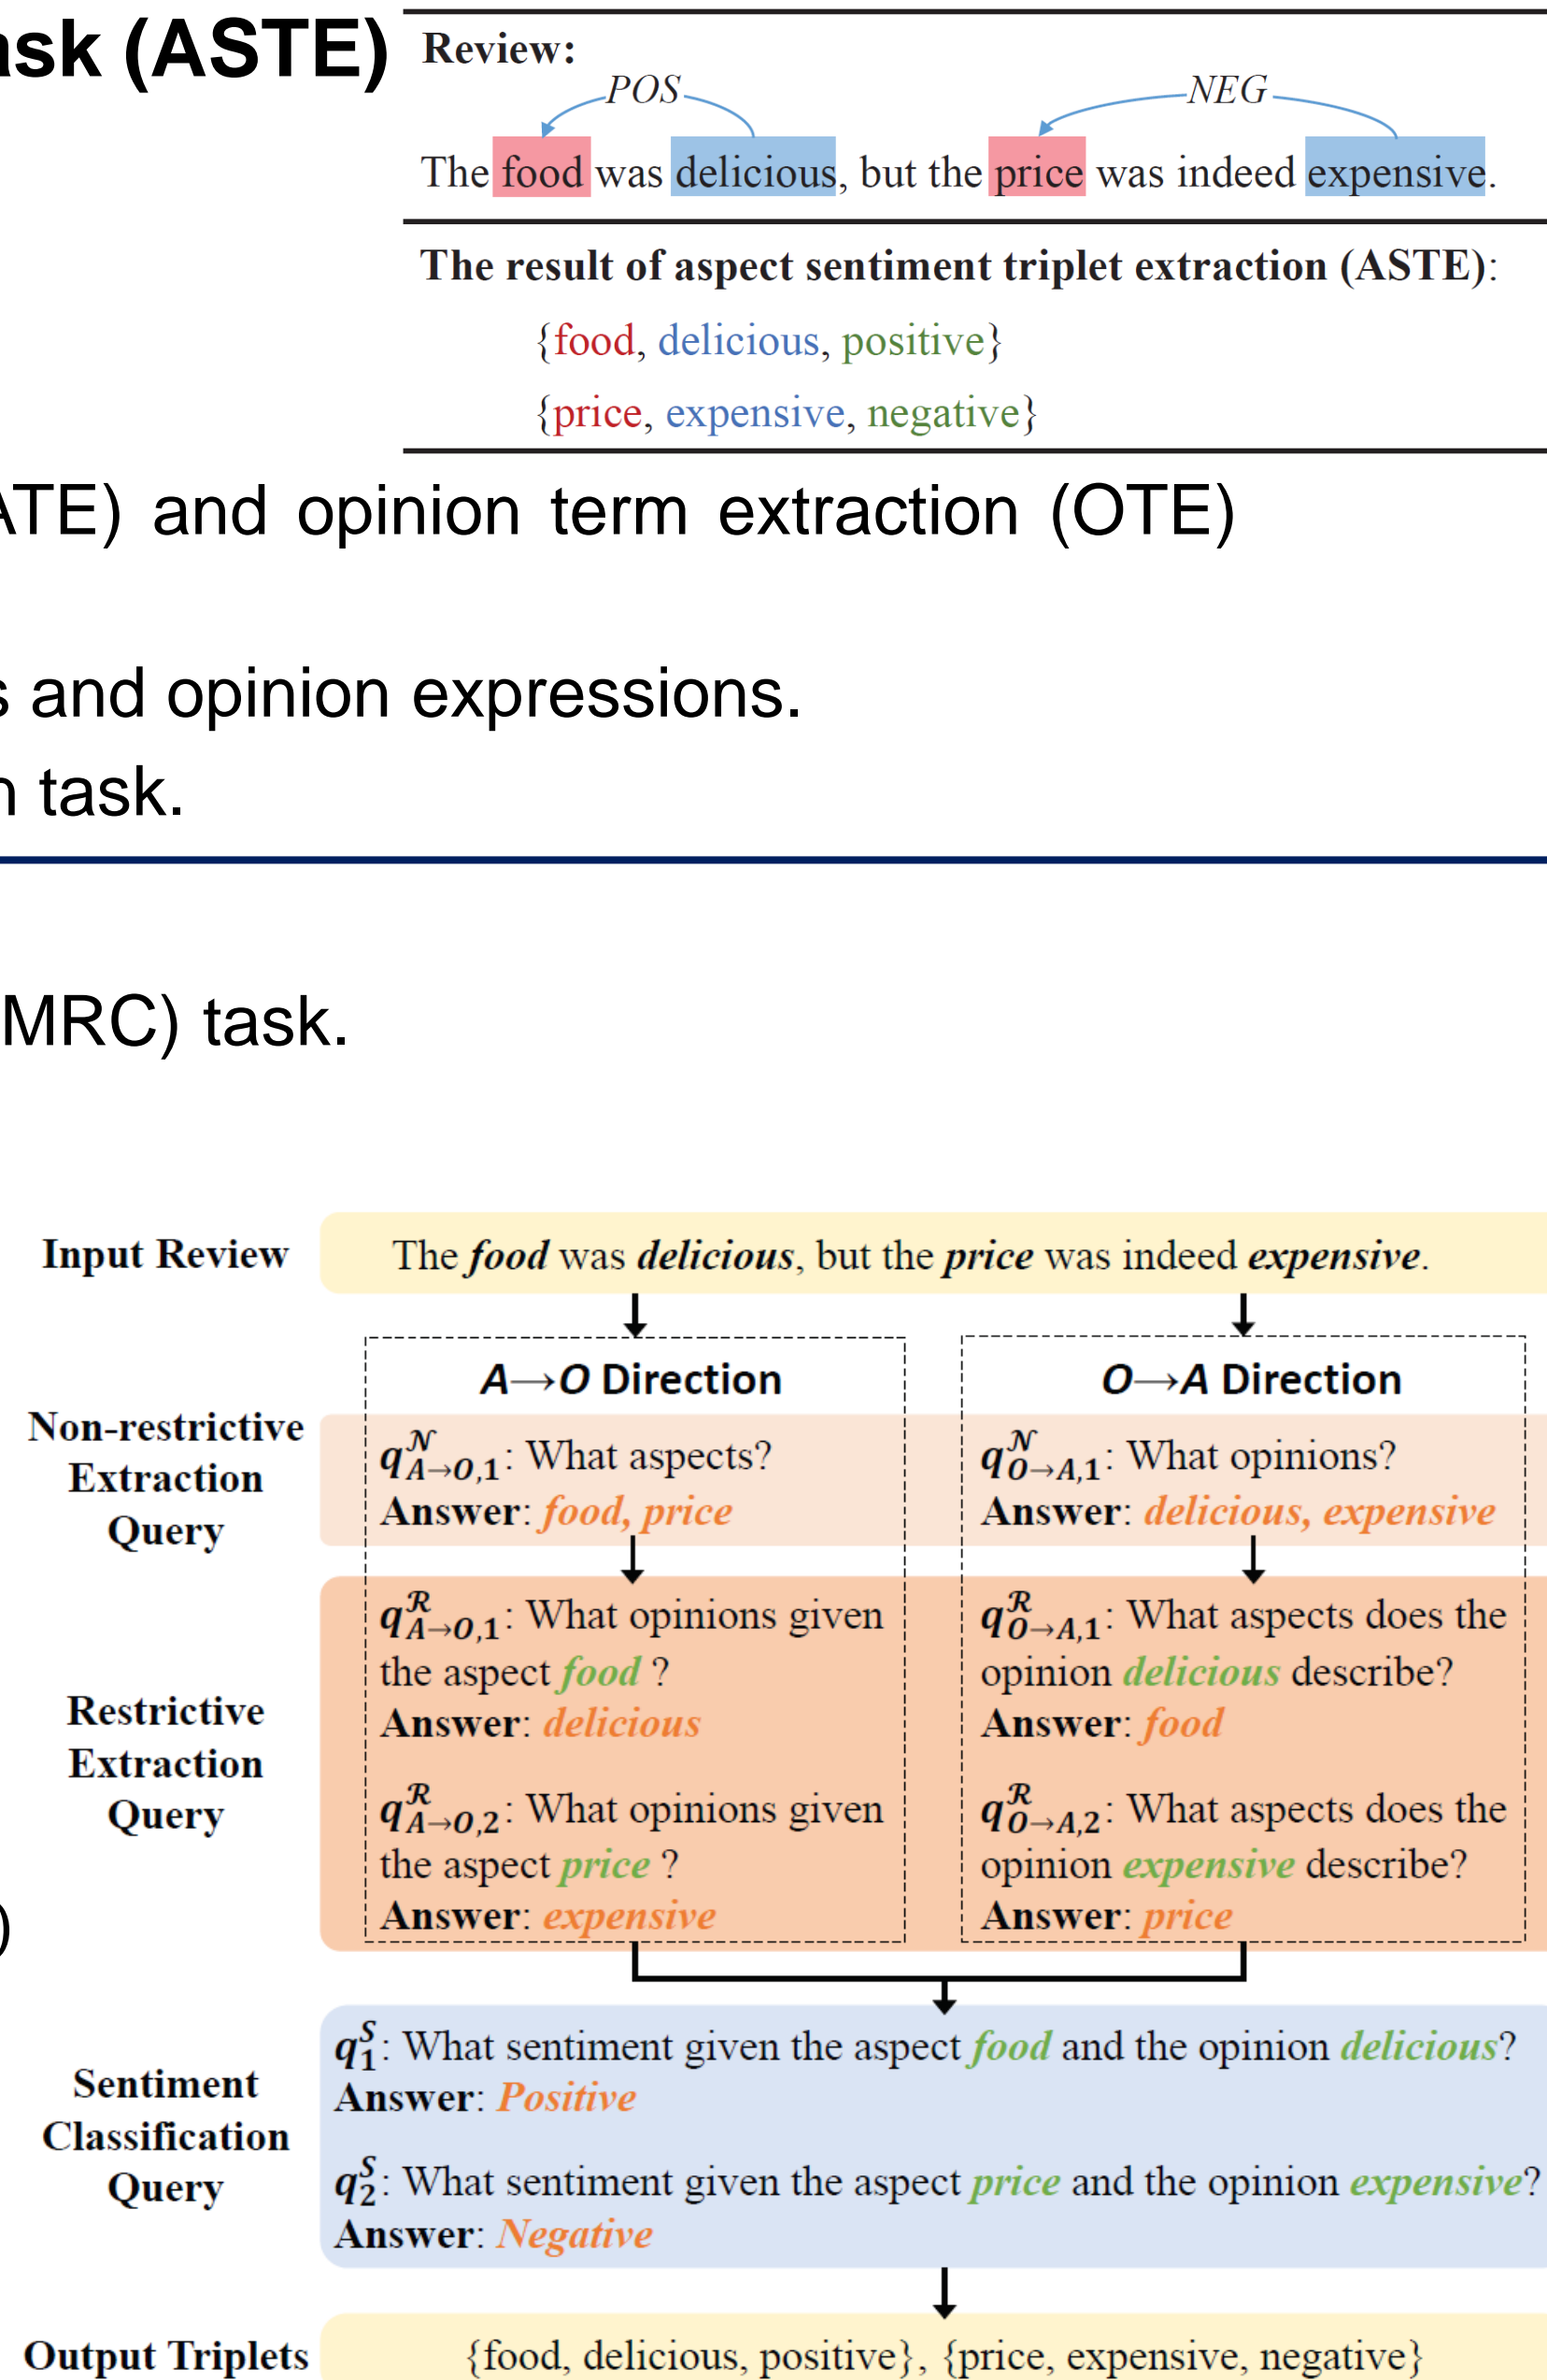 ask (ASTE)
Review:
POS NEG
The food was delicious, but the price was indeed expensive.
The result of aspect sentiment triplet extraction (ASTE):
{food, delicious, positive}
{price, expensive, negative}
ATE) and opinion term extraction (OTE)
s and opinion expressions.
n task.
MRC) task.
Input Review
The food was delicious, but the price was indeed expensive.
A→O Direction
O→A Direction
Non-restrictive
Extraction
Query
q^N_{A→O,1}: What aspects?
Answer: food, price
q^N_{O→A,1}: What opinions?
Answer: delicious, expensive
Restrictive
Extraction
Query
q^R_{A→O,1}: What opinions given
the aspect food ?
Answer: delicious
q^R_{A→O,2}: What opinions given
the aspect price ?
Answer: expensive
q^R_{O→A,1}: What aspects does the
opinion delicious describe?
Answer: food
q^R_{O→A,2}: What aspects does the
opinion expensive describe?
Answer: price
)
Sentiment
Classification
Query
q^S_1: What sentiment given the aspect food and the opinion delicious?
Answer: Positive
q^S_2: What sentiment given the aspect price and the opinion expensive?
Answer: Negative
Output Triplets
{food, delicious, positive}, {price, expensive, negative}